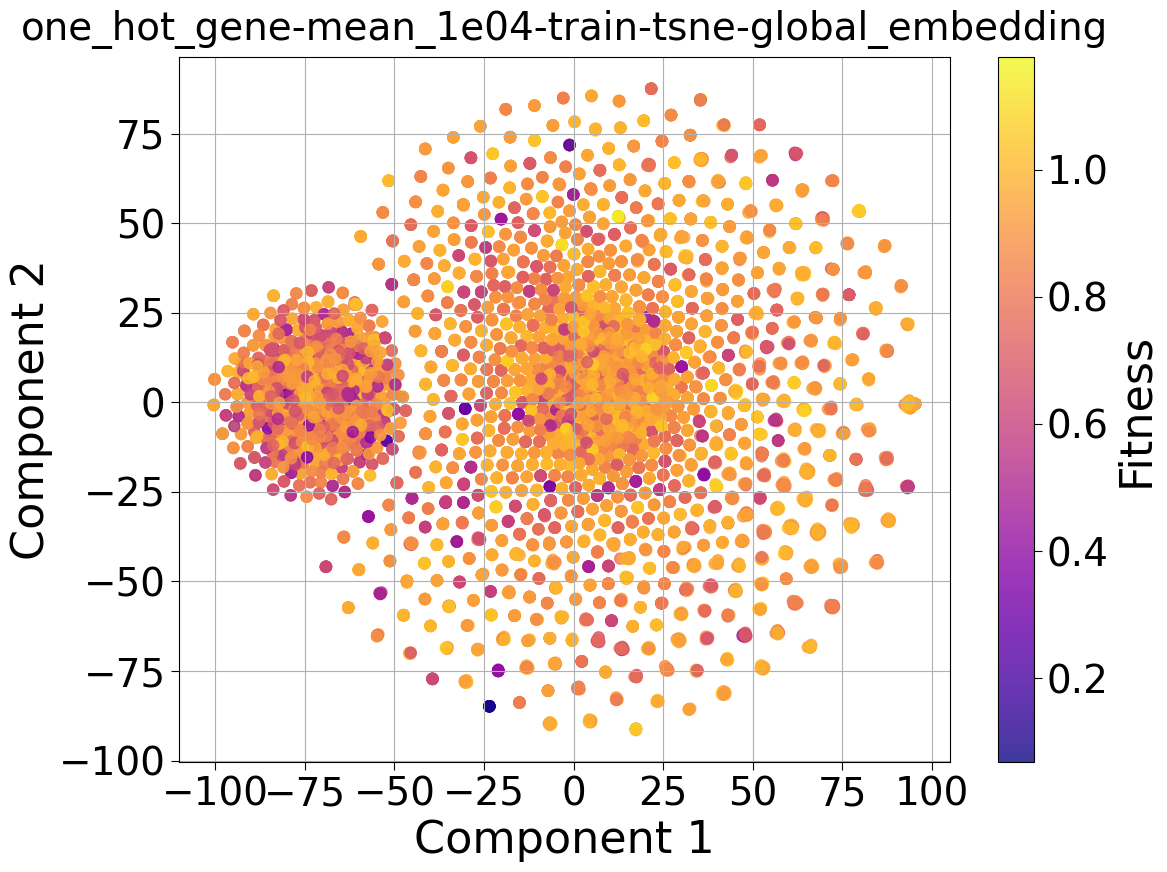 one_hot_gene-mean_1e04-train-tsne-global_embedding
75
50
25
0
−25
−50
−75
−100
Component 2
−100 −75 −50 −25 0 25 50 75 100
Component 1
1.0
0.8
0.6
0.4
0.2
Fitness